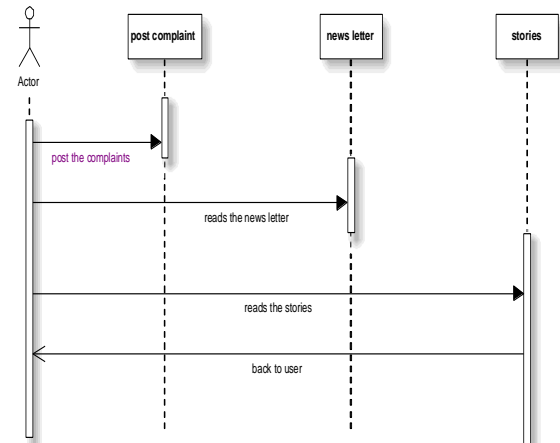 post complaint
news letter
stories
Actor
post the complaints
reads the news letter
reads the stories
back to user